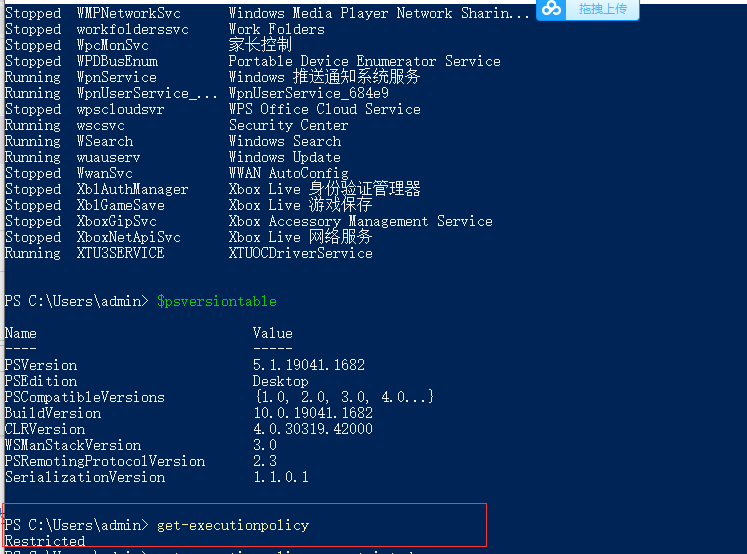 拖拽上传
Stopped WMPNetworkSvc Windows Media Player Network Sharin...
Stopped workfolderssvc Work Folders
Stopped WpcMonSvc 家长控制
Stopped WPDBusEnum Portable Device Enumerator Service
Running WpnService Windows 推送通知系统服务
Running WpnUserService_... WpnUserService_684e9
Stopped wpscloudsvr WPS Office Cloud Service
Running wscsvc Security Center
Running WSearch Windows Search
Running wuauserv Windows Update
Stopped WwanSvc WWAN AutoConfig
Stopped XblAuthManager Xbox Live 身份验证管理器
Stopped XblGameSave Xbox Live 游戏保存
Stopped XboxGipSvc Xbox Accessory Management Service
Stopped XboxNetApiSvc Xbox Live 网络服务
Running XTU3SERVICE XTUOCDriverService
PS C:\Users\admin> $psversiontable
Name Value
---- -----
PSVersion 5.1.19041.1682
PSEdition Desktop
PSCompatibleVersions {1.0, 2.0, 3.0, 4.0...}
BuildVersion 10.0.19041.1682
CLRVersion 4.0.30319.42000
WSManStackVersion 3.0
PSRemotingProtocolVersion 2.3
SerializationVersion 1.1.0.1
PS C:\Users\admin> get-executionpolicy
Restricted